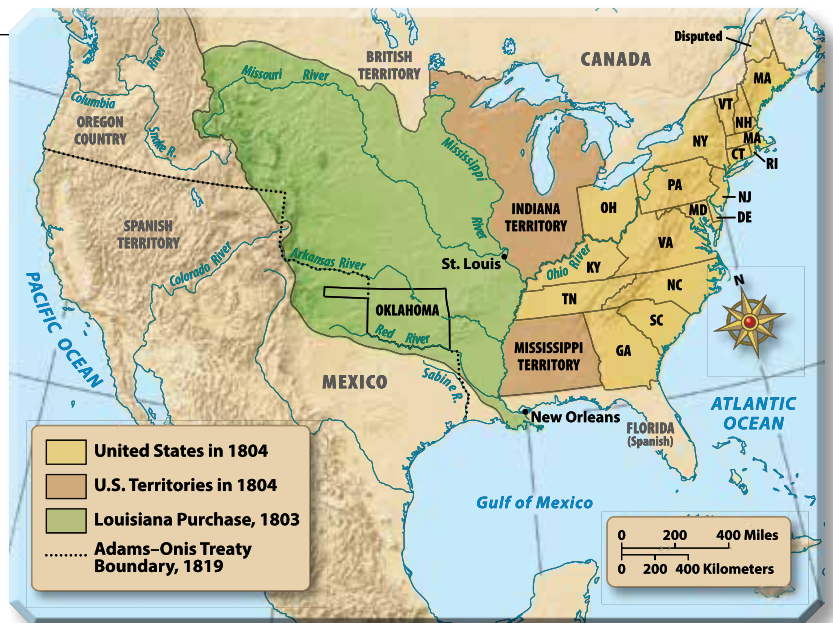 Disputed
BRITISH
TERRITORY
CANADA
River
Missouri River
MA
Columbia
VT
NH
OREGON
COUNTRY
MA
NY
Snake R.
CT
RI
Mississippi
River
PA
NJ
INDIANA
TERRITORY
OH
MD
DE
SPANISH
TERRITORY
VA
Arkansas River
St. Louis
Ohio River
KY
Colorado River
N
NC
TN
OKLAHOMA
SC
Red River
MISSISSIPPI
TERRITORY
GA
PACIFIC OCEAN
MEXICO
Sabine R.
New Orleans
ATLANTIC
OCEAN
FLORIDA
(Spanish)
Gulf of Mexico
United States in 1804
U.S. Territories in 1804
Louisiana Purchase, 1803
Adams–Onis Treaty
Boundary, 1819
0 200 400 Miles
0 200 400 Kilometers